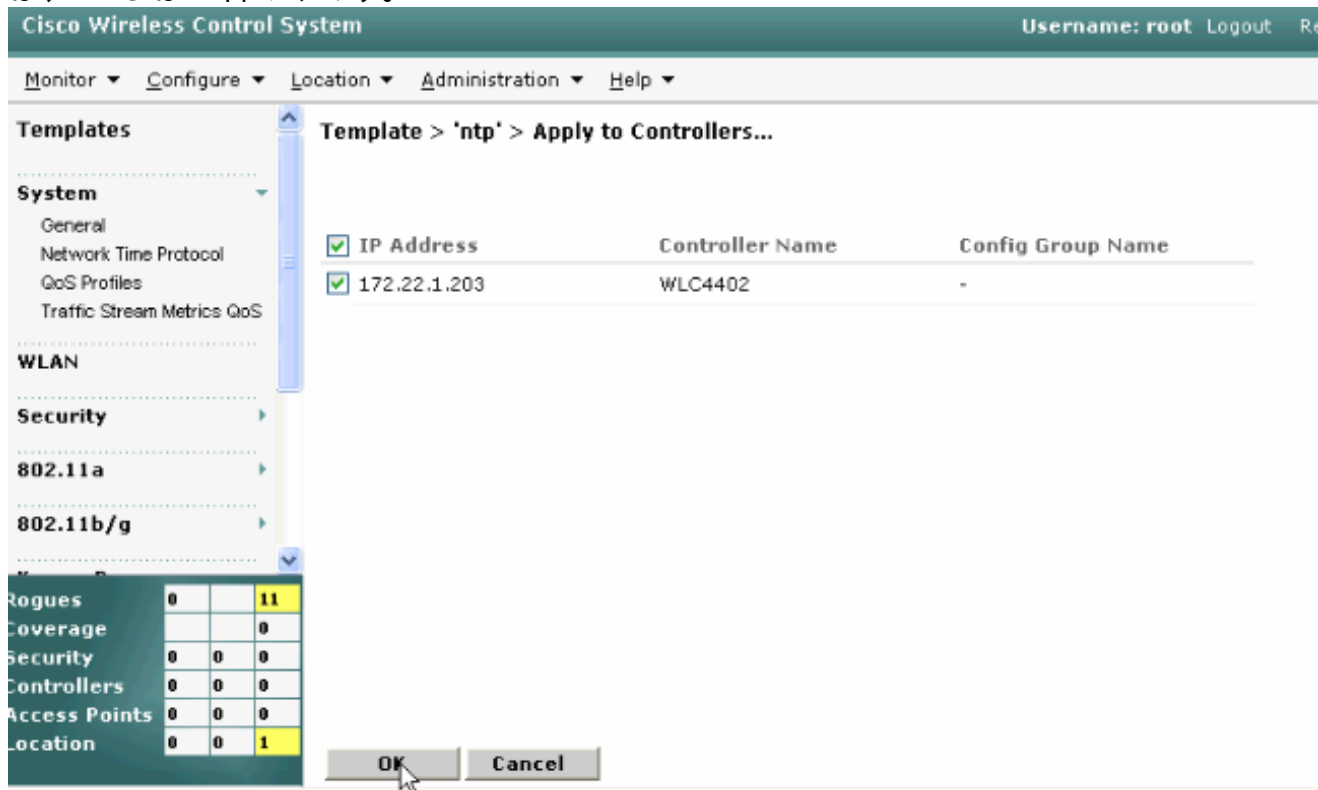 Cisco Wireless Control System Username: root Logout Re
Monitor Configure Location Administration Help
Templates
System
General
Network Time Protocol
QoS Profiles
Traffic Stream Metrics QoS
WLAN
Security
802.11a
802.11b/g
Template > 'ntp' > Apply to Controllers...
IP Address Controller Name Config Group Name
172.22.1.203 WLC4402 -
Rogues 0 11
Coverage 0
Security 0 0 0
Controllers 0 0 0
Access Points 0 0 0
Location 0 0 1
OK Cancel